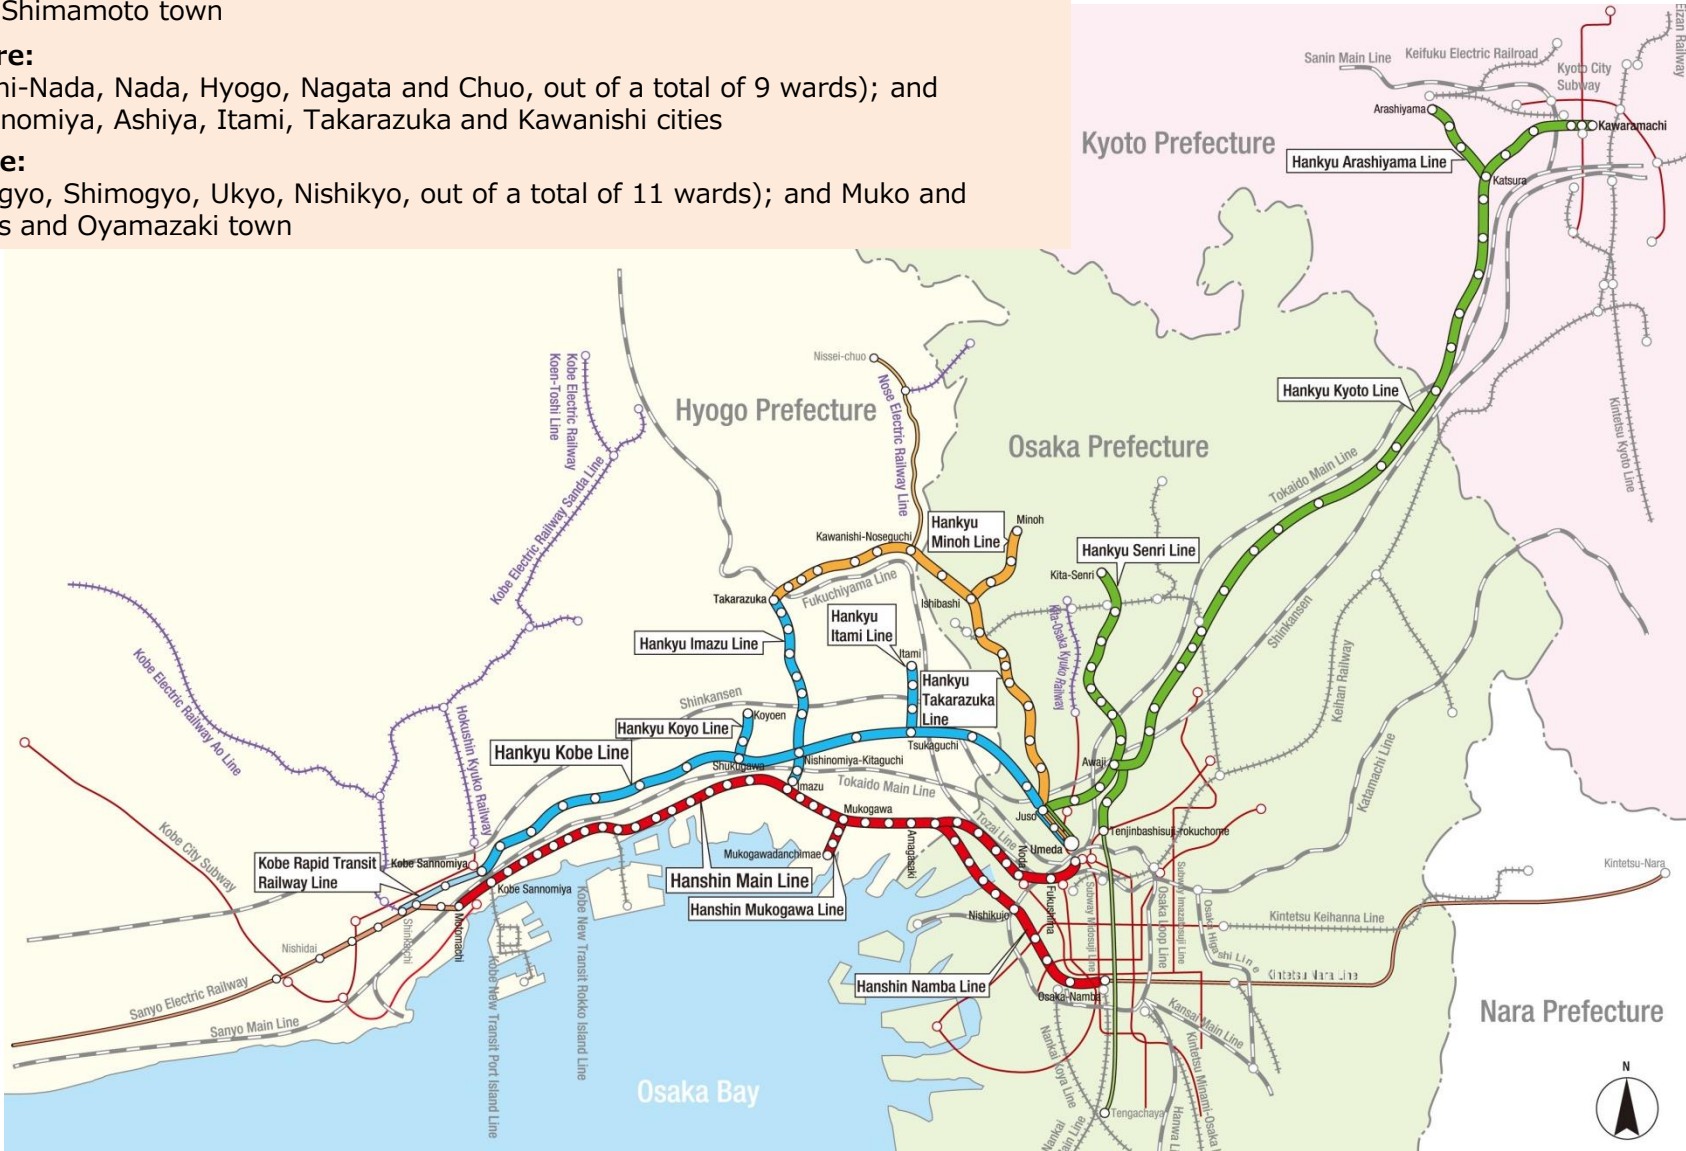 Shimamoto town
re:
ni-Nada, Nada, Hyogo, Nagata and Chuo, out of a total of 9 wards); and
nomiya, Ashiya, Itami, Takarazuka and Kawanishi cities
e:
gyo, Shimogyo, Ukyo, Nishikyo, out of a total of 11 wards); and Muko and
s and Oyamazaki town
Sanin Main Line
Keifuku Electric Railroad
Kyoto City
Subway
Eizan Railway
Arashiyama
Kawaramachi
Kyoto Prefecture
Hankyu Arashiyama Line
Katsura
Nissei-chuo
Nose Electric Railway Line
Kobe Electric Railway
Koen-Toshi Line
Hyogo Prefecture
Osaka Prefecture
Hankyu Kyoto Line
Kintetsu Kyoto Line
Tokaido Main Line
Kobe Electric Railway Sanda Line
Kawanishi-Noseguchi
Hankyu
Minoh Line
Minoh
Hankyu Senri Line
Kita-Senri
Takarazuka
Fukuchiyama Line
Ishibashi
Kita-Osaka Kyuko Railway
Shinkansen
Hankyu
Itami Line
Hankyu Imazu Line
Itami
Keihan Railway
Kobe Electric Railway Ao Line
Hankyu
Takarazuka
Line
Shinkansen
Hokushin Kyuko Railway
Koyoen
Hankyu Koyo Line
Hankyu Kobe Line
Tsukaguchi
Shukugawa
Nishinomiya-Kitaguchi
Awaji
Katamachi Line
Tokaido Main Line
Imazu
Mukogawa
Juso
Tozai Line
Kobe City Subway
Amagasaki
Tenjinbashisuji-rokuchome
Umeda
Noda
Mukogawadanchimae
Kobe Rapid Transit
Railway Line
Kobe Sannomiya
Kobe Sannomiya
Hanshin Main Line
Hanshin Mukogawa Line
Kintetsu-Nara
Fukushima
Subway Midosuji Line
Osaka Loop Line
Subway Imazatosuji Line
Osaka Higashi Line
Nishikujo
Kintetsu Keihanna Line
Motomachi
Shinkaichi
Nishidai
Kobe New Transit Rokko Island Line
Kobe New Transit Port Island Line
Sanyo Electric Railway
Sanyo Main Line
Hanshin Namba Line
Osaka-Namba
Kintetsu Nara Line
Nara Prefecture
Kansai Main Line
Kintetsu Minami-Osaka
Nankai Koya Line
Osaka Bay
Tengachaya
Nankai
Main Line
Hanwa Li
N